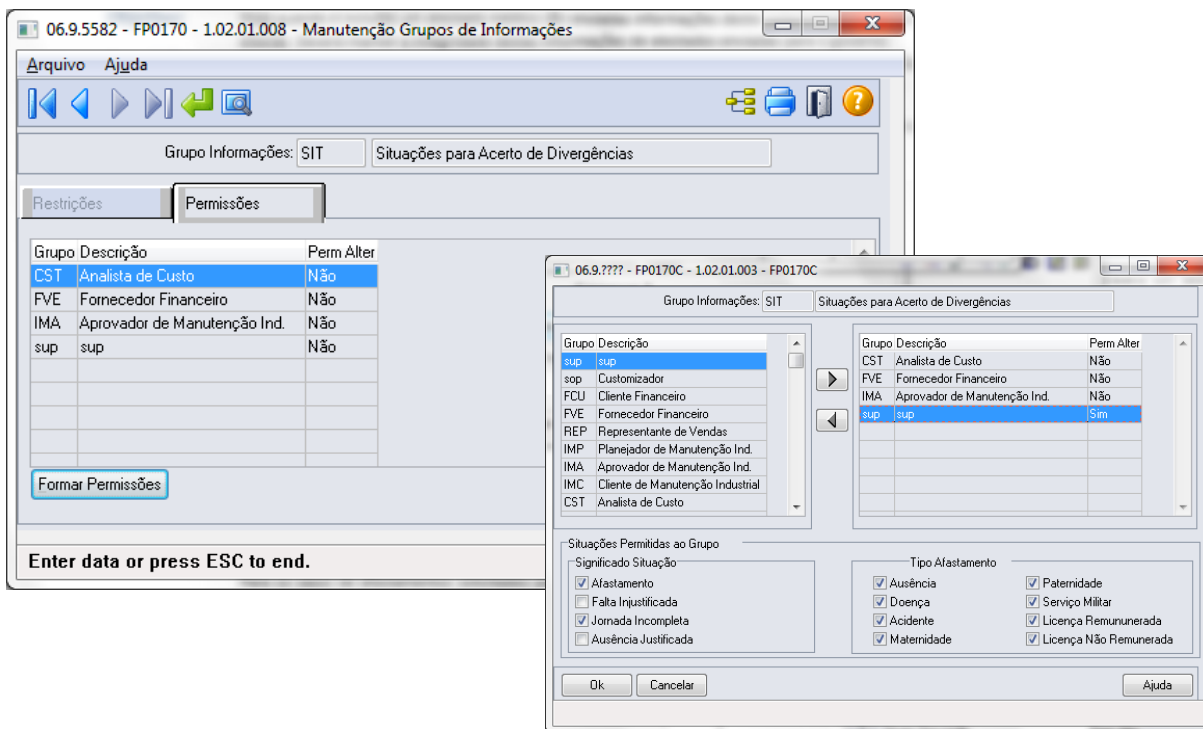 06.9.5582 - FP0170 - 1.02.01.008 - Manutenção Grupos de Informações
Arquivo Ajuda
Grupo Informações: SIT Situações para Acerto de Divergências
Restrições Permissões
Grupo Descrição Perm Alter
CST Analista de Custo Não
FVE Fornecedor Financeiro Não
IMA Aprovador de Manutenção Ind. Não
sup sup Não
Formar Permissões
Enter data or press ESC to end.
06.9.???? - FP0170C - 1.02.01.003 - FP0170C
Grupo Informações: SIT Situações para Acerto de Divergências
Grupo Descrição
sup sup
sop Customizador
FCU Cliente Financeiro
FVE Fornecedor Financeiro
REP Representante de Vendas
IMP Planejador de Manutenção Ind.
IMA Aprovador de Manutenção Ind.
IMC Cliente de Manutenção Industrial
CST Analista de Custo
Grupo Descrição Perm Alter
CST Analista de Custo Não
FVE Fornecedor Financeiro Não
IMA Aprovador de Manutenção Ind. Não
sup sup Sim
Situações Permitidas ao Grupo
Significado Situação
Afastamento
Falta Injustificada
Jornada Incompleta
Ausência Justificada
Tipo Afastamento
Ausência Paternidade
Doença Serviço Militar
Acidente Licença Remununerada
Maternidade Licença Não Remunerada
Ok Cancelar Ajuda